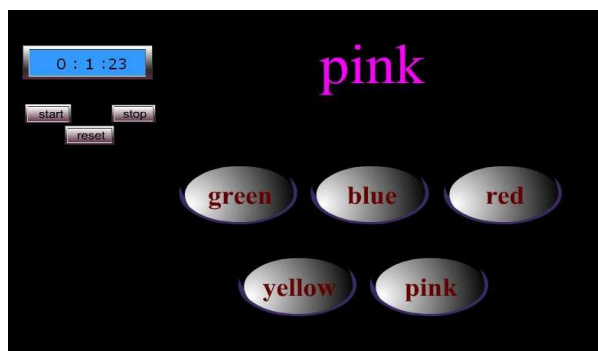 0 : 1 :23
pink
start stop
reset
green blue red
yellow pink